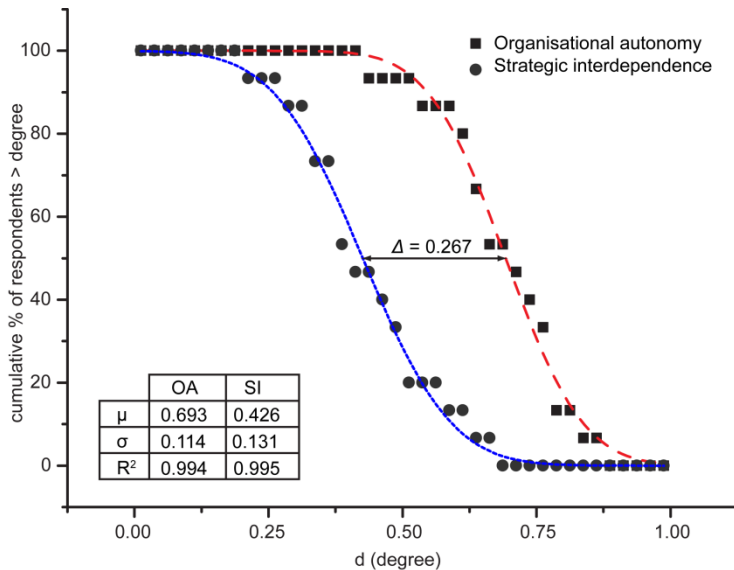 Organisational autonomy
Strategic interdependence
cumulative % of respondents > degree
100
80
60
40
20
0
Δ = 0.267
OA SI
μ 0.693 0.426
σ 0.114 0.131
R² 0.994 0.995
0.00 0.25 0.50 0.75 1.00
d (degree)